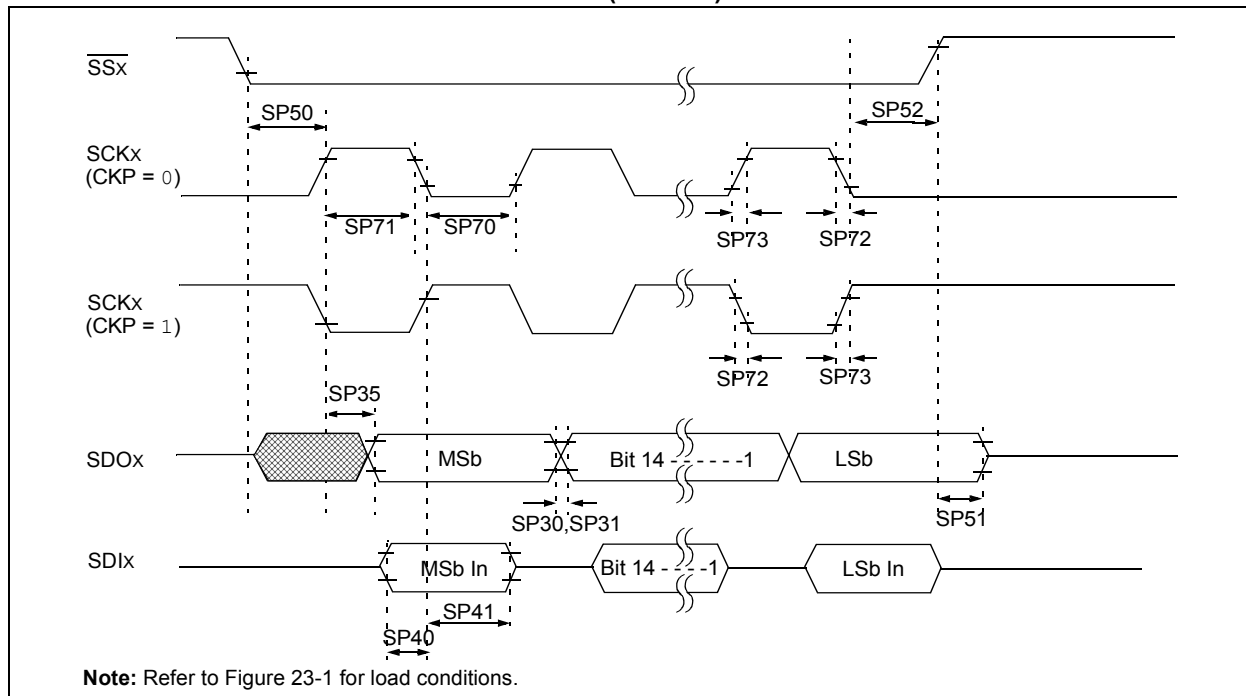 SSx
SP50
SP52
SCKx
(CKP = 0)
SP71
SP70
SP73
SP72
SCKx
(CKP = 1)
SP72
SP73
SP35
SDOx
MSb
Bit 14 - - - - - -1
LSb
SP30,SP31
SP51
SDIx
MSb In
Bit 14 - - - -1
LSb In
SP41
SP40
Note: Refer to Figure 23-1 for load conditions.